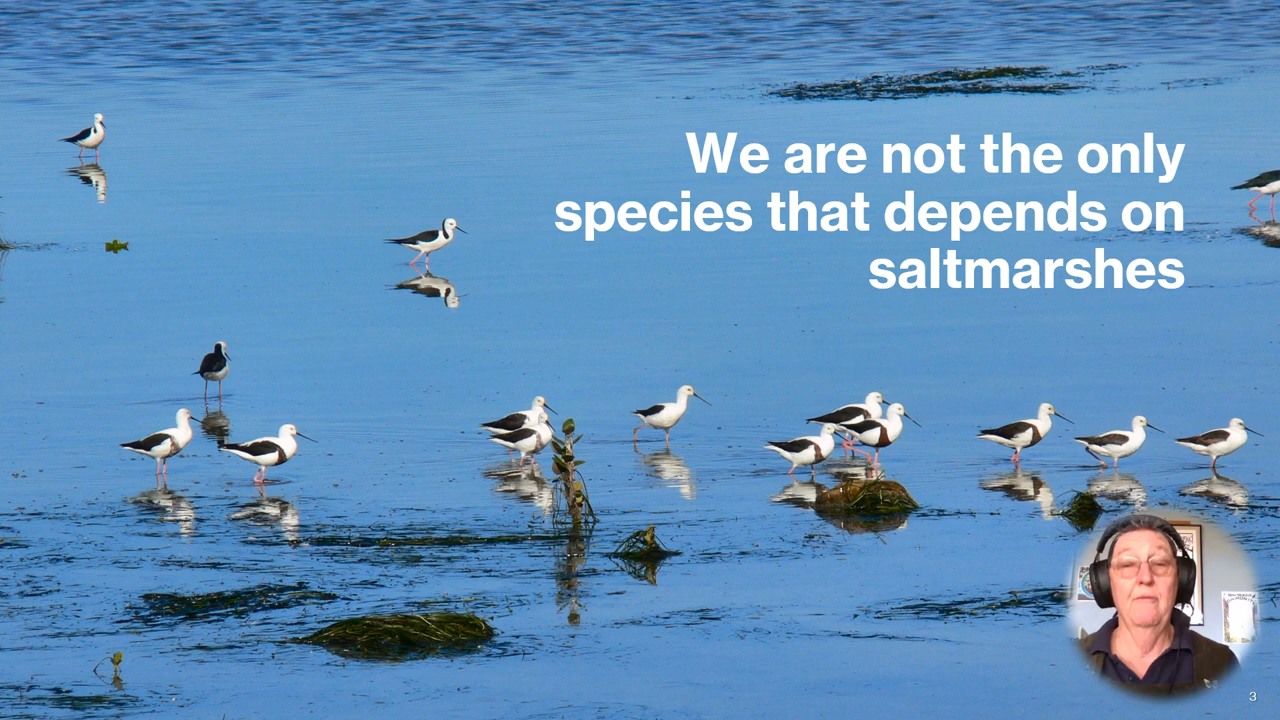 We are not the only
species that depends on
saltmarshes
3